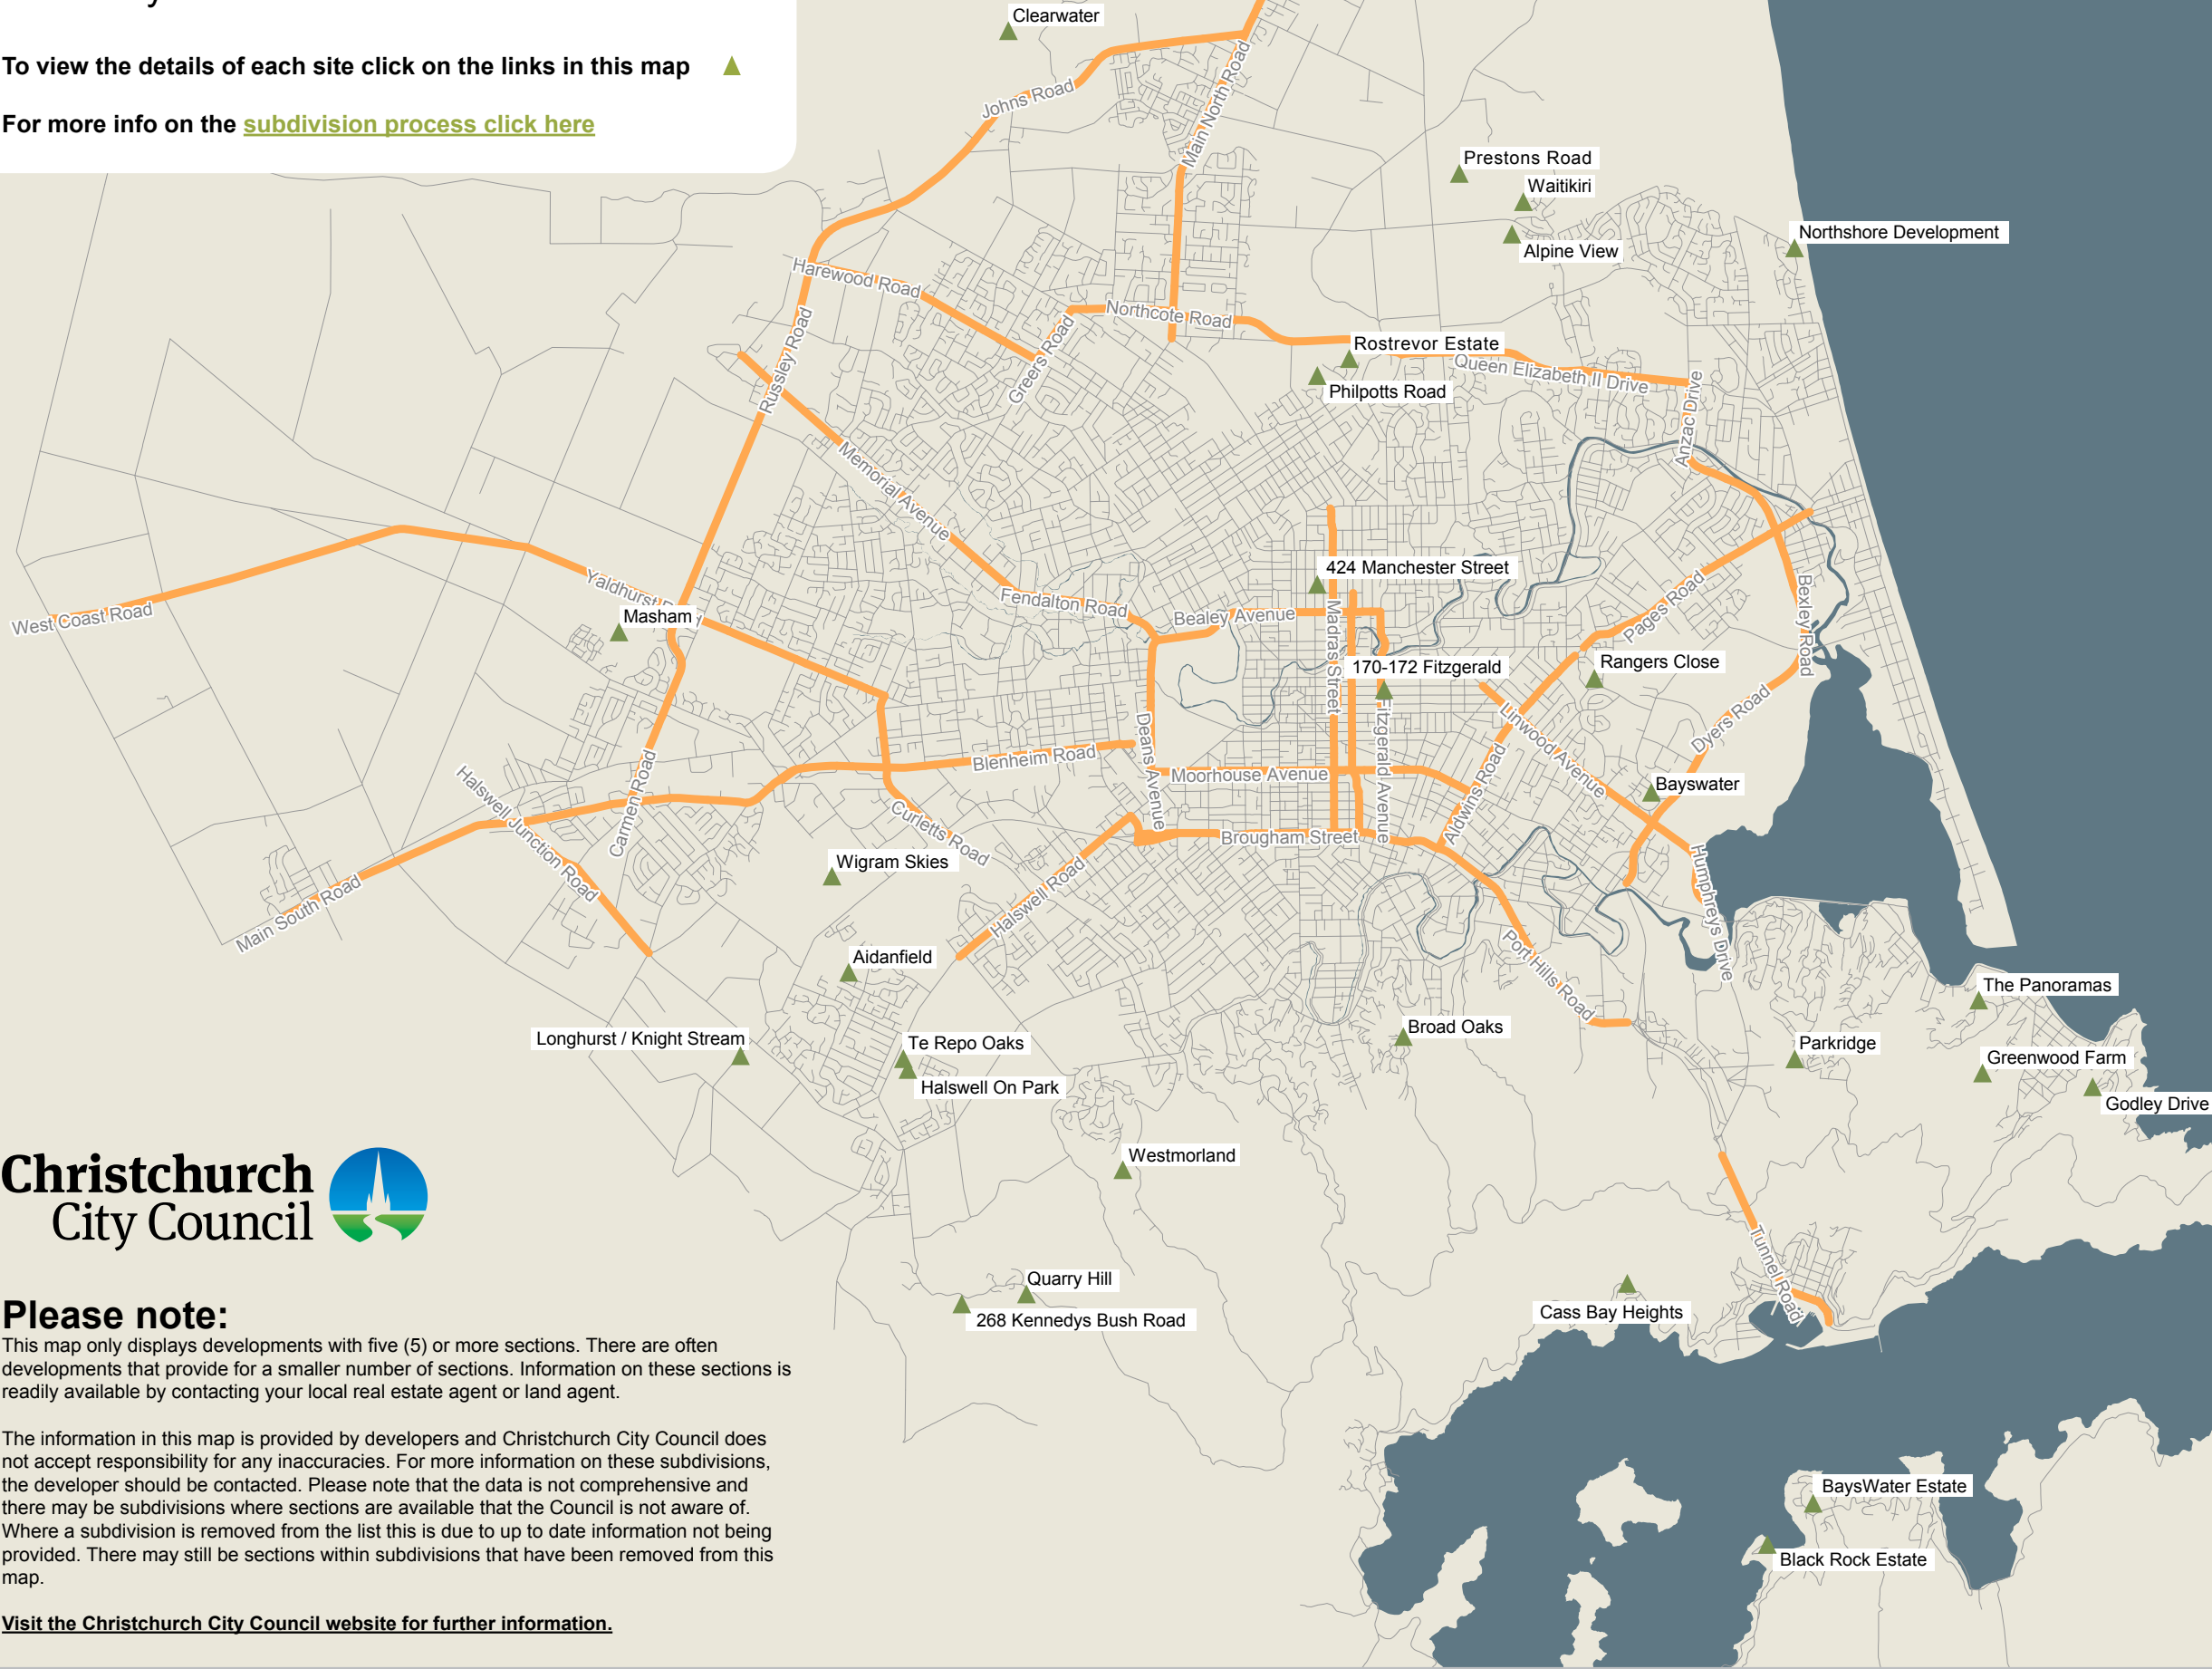 To view the details of each site click on the links in this map
For more info on the subdivision process click here
Clearwater
Johns Road
Main North Road
Prestons Road
Waitikiri
Alpine View
Northshore Development
Harewood Road
Northcote Road
Russley Road
Greers Road
Rostrevor Estate
Queen Elizabeth II Drive
Philpotts Road
Anzac Drive
Memorial Avenue
424 Manchester Street
Yaldhurst
West Coast Road
Masham
Fendalton Road
Bealey Avenue
Madras Street
Pages Road
Bexley Road
170-172 Fitzgerald
Rangers Close
Fitzgerald Avenue
Linwood Avenue
Dyers Road
Deans Avenue
Blenheim Road
Moorhouse Avenue
Aldwins Road
Bayswater
Carmen Road
Halswell Junction Road
Curletts Road
Brougham Street
Humphreys Drive
Wigram Skies
Halswell Road
Main South Road
Port Hills Road
Aidanfield
The Panoramas
Longhurst / Knight Stream
Te Repo Oaks
Halswell On Park
Broad Oaks
Parkridge
Greenwood Farm
Godley Drive
Westmorland
Tunnel Road
Quarry Hill
268 Kennedys Bush Road
Cass Bay Heights
BaysWater Estate
Black Rock Estate
Christchurch
City Council
Please note:
This map only displays developments with five (5) or more sections. There are often
developments that provide for a smaller number of sections. Information on these sections is
readily available by contacting your local real estate agent or land agent.
The information in this map is provided by developers and Christchurch City Council does
not accept responsibility for any inaccuracies. For more information on these subdivisions,
the developer should be contacted. Please note that the data is not comprehensive and
there may be subdivisions where sections are available that the Council is not aware of.
Where a subdivision is removed from the list this is due to up to date information not being
provided. There may still be sections within subdivisions that have been removed from this
map.
Visit the Christchurch City Council website for further information.